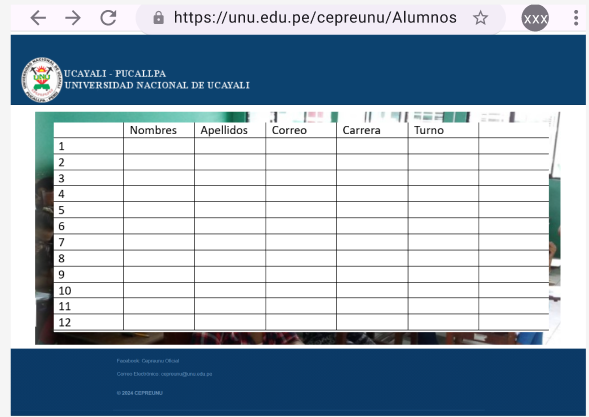 https://unu.edu.pe/cepreunu/Alumnos
XXX
UNU
UCAYALI - PUCALLPA
UNIVERSIDAD NACIONAL DE UCAYALI
Nombres Apellidos Correo Carrera Turno
1
2
3
4
5
6
7
8
9
10
11
12
Facebook: Cepreunu Oficial
Correo Electrónico: cepreunu@unu.edu.pe
© 2024 CEPREUNU